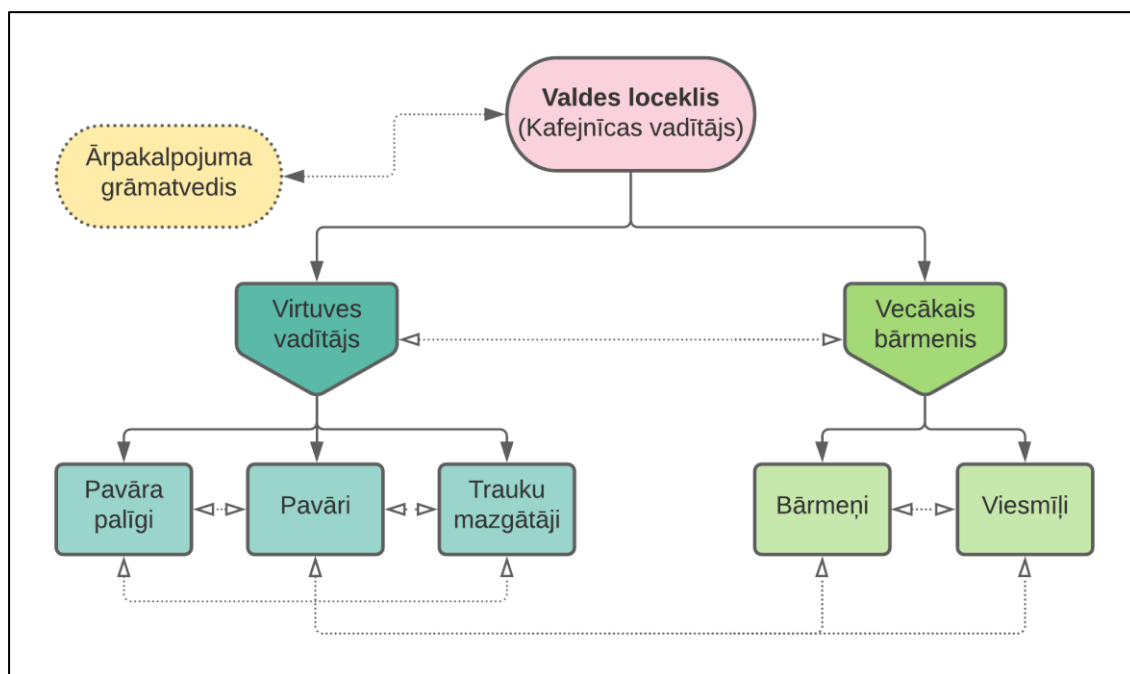 Valdes loceklis
(Kafejnīcas vadītājs)
Ārpakalpojuma
grāmatvedis
Virtuves
vadītājs
Vecākais
bārmenis
Pavāra
palīgi
Pavāri
Trauku
mazgātāji
Bārmeņi
Viesmīļi